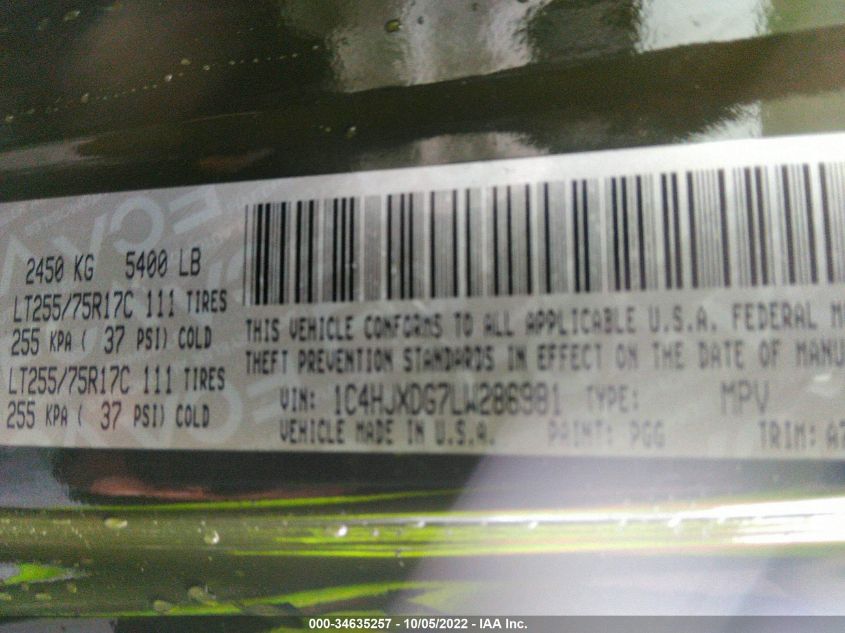 2450 KG 5400 LB
LT255/75R17C 111 TIRES
255 KPA ( 37 PSI) COLD
LT255/75R17C 111 TIRES
255 KPA ( 37 PSI) COLD
THIS VEHICLE CONFORMS TO ALL APPLICABLE U.S.A. FEDERAL M
THEFT PREVENTION STANDARDS IN EFFECT ON THE DATE OF MANU
VIN: 1C4HJXDG7LW286981 TYPE: MPV
VEHICLE MADE IN U.S.A. PAINT: PGG TRIM: A7
000-34635257 - 10/05/2022 - IAA Inc.